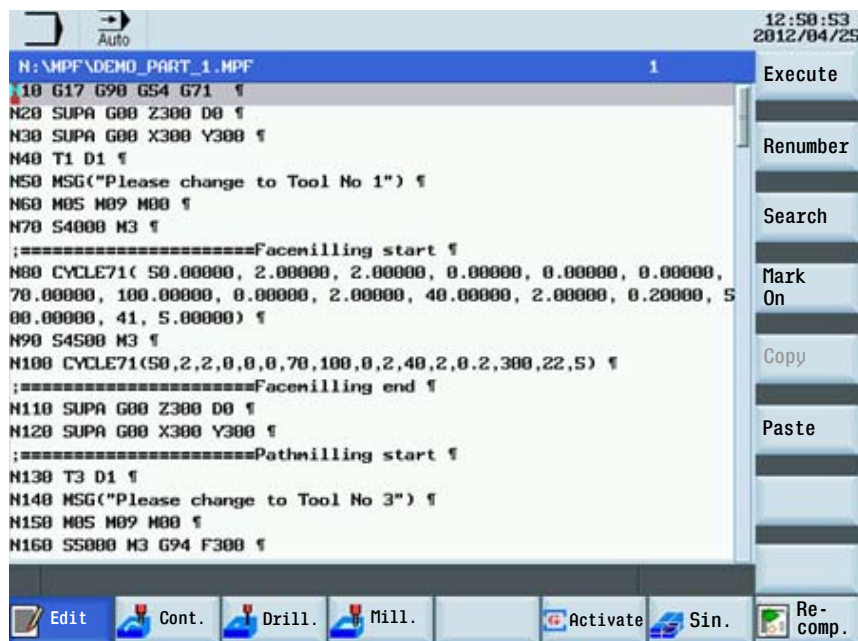 12:50:53
2012/04/25
Auto
N:\MPF\DEMO_PART_1.MPF 1
10 G17 G90 G54 G71 ¶
N20 SUPA G00 Z300 D0 ¶
N30 SUPA G00 X300 Y300 ¶
N40 T1 D1 ¶
N50 MSG("Please change to Tool No 1") ¶
N60 M05 M09 M00 ¶
N70 S4000 M3 ¶
;=======================Facemilling start ¶
N80 CYCLE71( 50.00000, 2.00000, 2.00000, 0.00000, 0.00000, 0.00000,
70.00000, 100.00000, 0.00000, 2.00000, 40.00000, 2.00000, 0.20000, 5
00.00000, 41, 5.00000) ¶
N90 S4500 M3 ¶
N100 CYCLE71(50,2,2,0,0,0,70,100,0,2,40,2,0.2,300,22,5) ¶
;=======================Facemilling end ¶
N110 SUPA G00 Z300 D0 ¶
N120 SUPA G00 X300 Y300 ¶
;=======================Pathmilling start ¶
N130 T3 D1 ¶
N140 MSG("Please change to Tool No 3") ¶
N150 M05 M09 M00 ¶
N160 S5000 M3 G94 F300 ¶
Execute
Renumber
Search
Mark
On
Copy
Paste
Edit
Cont.
Drill.
Mill.
Activate
Sin.
Re-
comp.